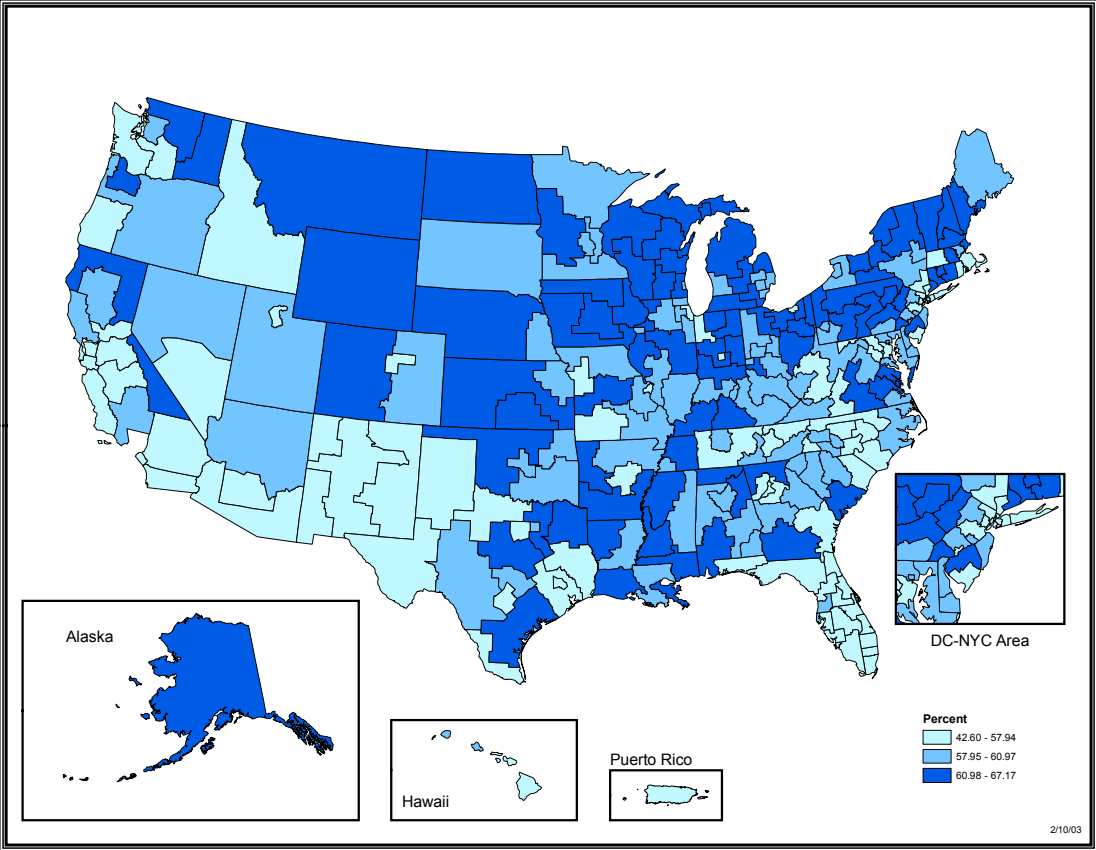 Alaska
Hawaii
Puerto Rico
DC-NYC Area
Percent
42.60 - 57.94
57.95 - 60.97
60.98 - 67.17
2/10/03